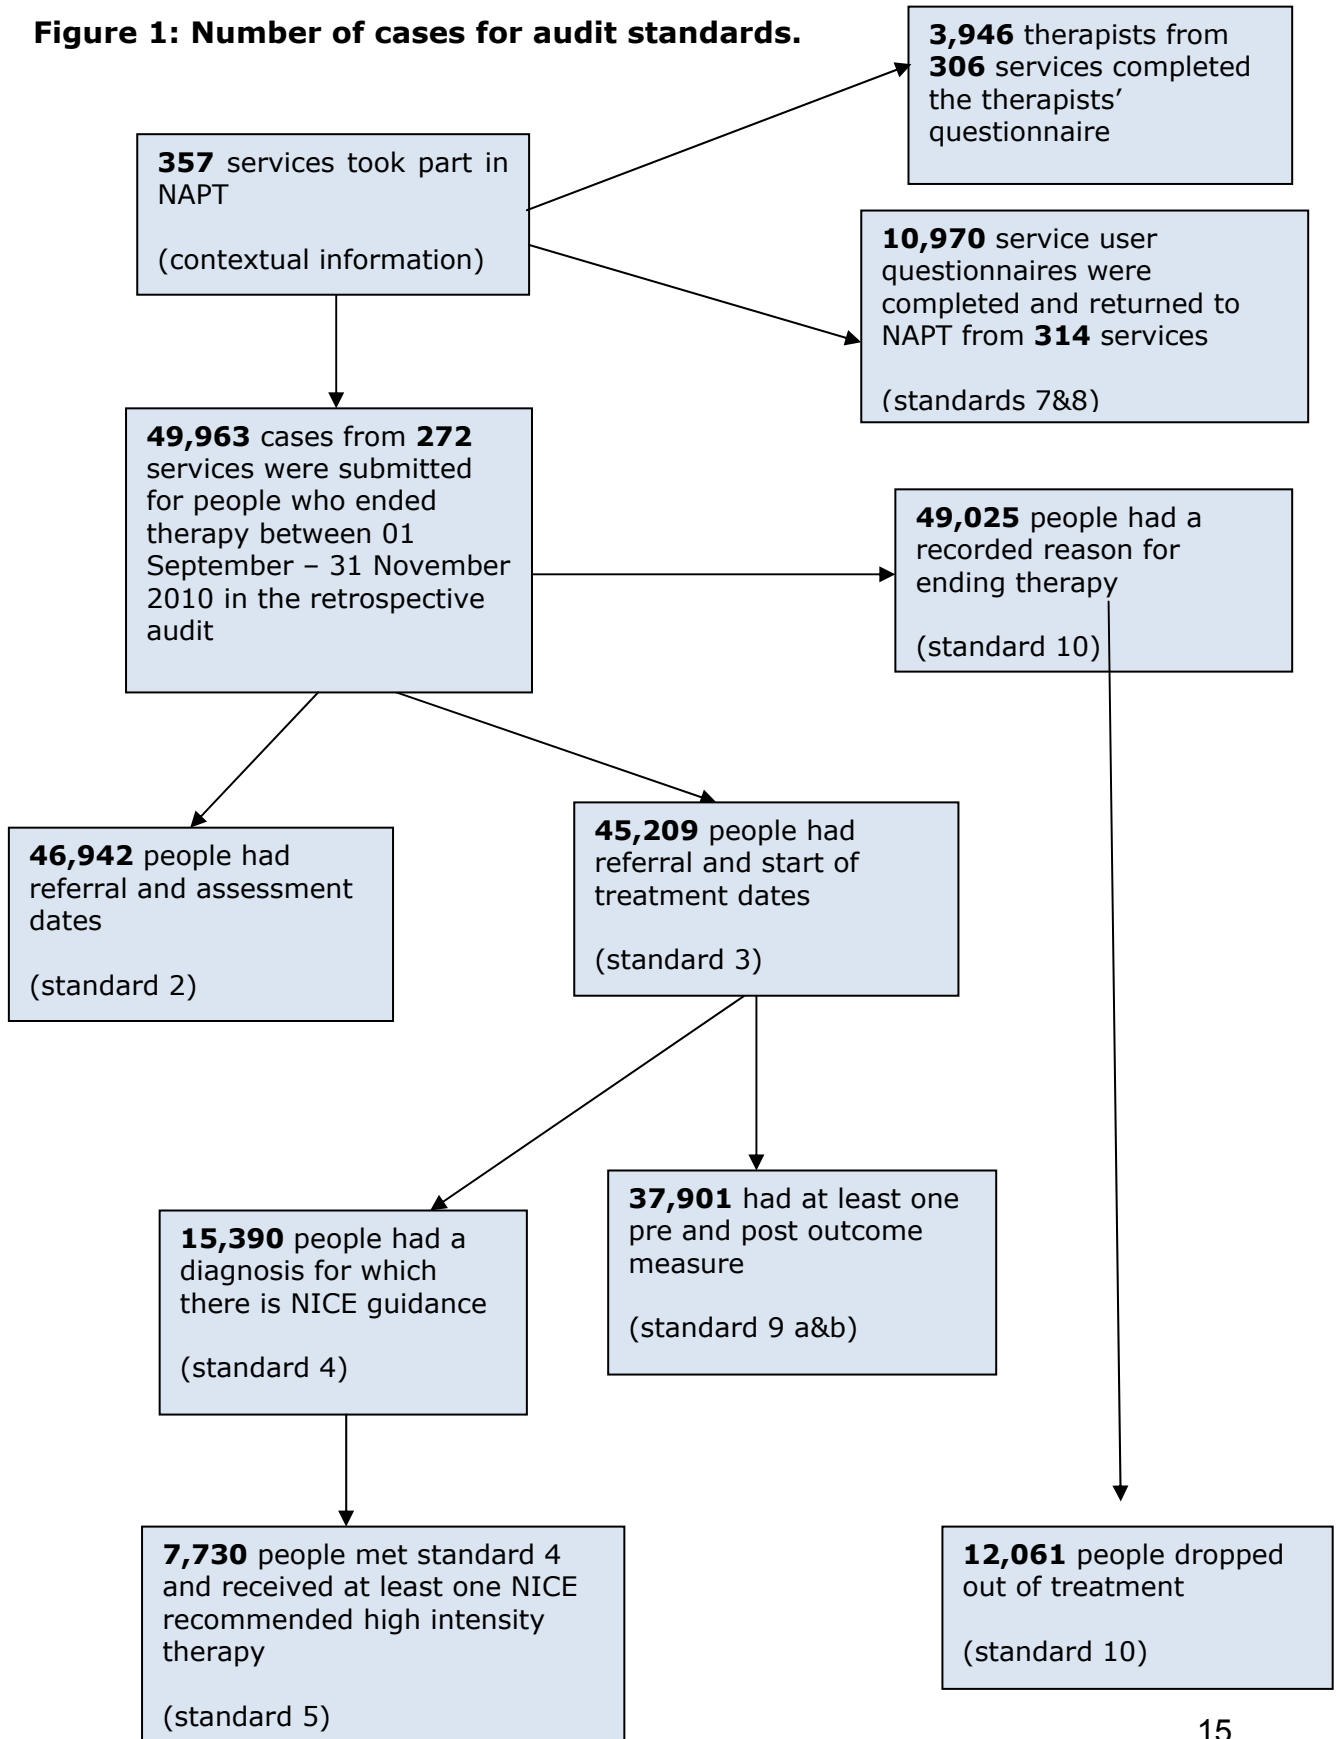 Figure 1: Number of cases for audit standards.
3,946 therapists from
306 services completed
the therapists’
questionnaire
357 services took part in
NAPT
(contextual information)
10,970 service user
questionnaires were
completed and returned to
NAPT from 314 services
(standards 7&8)
49,963 cases from 272
services were submitted
for people who ended
therapy between 01
September – 31 November
2010 in the retrospective
audit
49,025 people had a
recorded reason for
ending therapy
(standard 10)
46,942 people had
referral and assessment
dates
(standard 2)
45,209 people had
referral and start of
treatment dates
(standard 3)
15,390 people had a
diagnosis for which
there is NICE guidance
(standard 4)
37,901 had at least one
pre and post outcome
measure
(standard 9 a&b)
7,730 people met standard 4
and received at least one NICE
recommended high intensity
therapy
(standard 5)
12,061 people dropped
out of treatment
(standard 10)
15